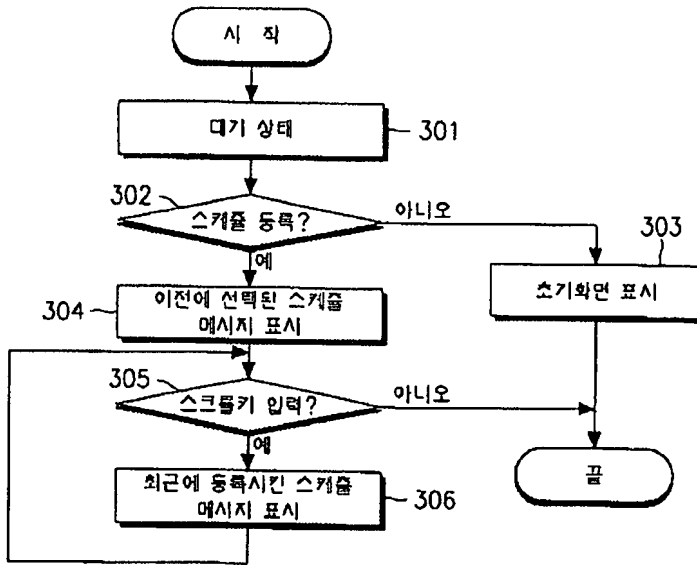 시 작
대기 상태
301
302
스케쥴 등록?
아니오
303
예
초기화면 표시
304
이전에 선택된 스케쥴
메시지 표시
305
스크롤키 입력?
아니오
예
끌
최근에 등록시킨 스케쥴
메시지 표시
306